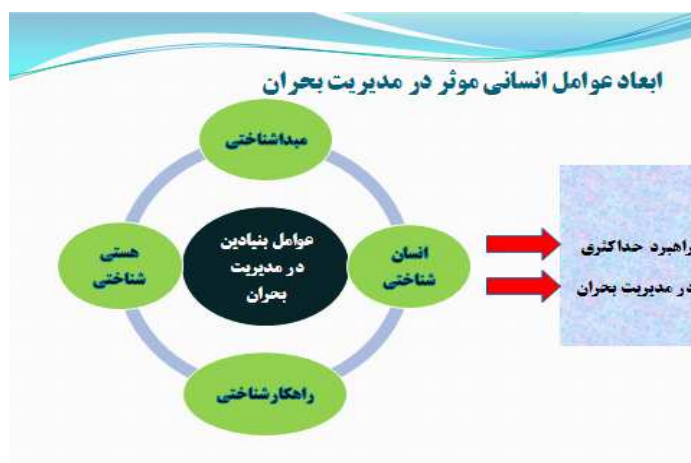 ابعاد عوامل انسانی موثر در مدیریت بحران
مبداشناختی
انسان
شناختی
عوامل بنیادین
در مدیریت
بحران
هستی
شناختی
راهکارشناختی
راهبرد حداکثری
در مدیریت بحران